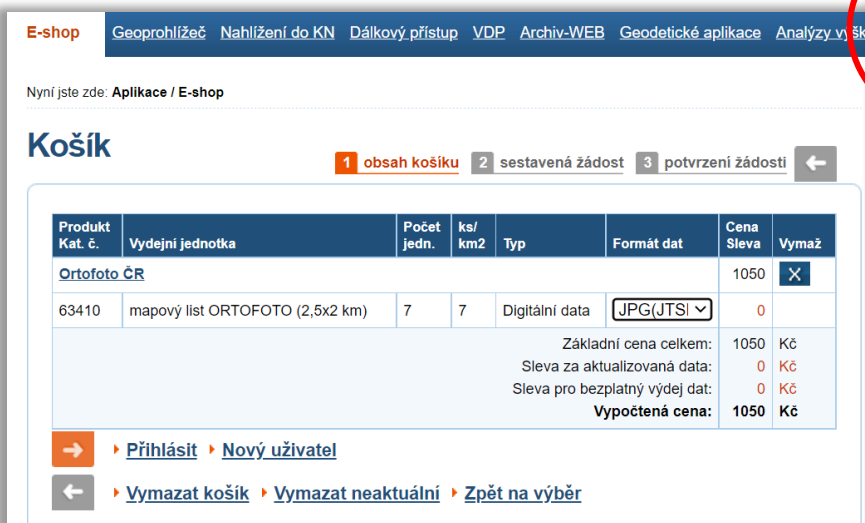 E-shop Geoprohlížeč Nahlížení do KN Dálkový přístup VDP Archiv-WEB Geodetické aplikace Analýzy výšk
Nyní jste zde: Aplikace / E-shop
Košík
1 obsah košíku 2 sestavená žádost 3 potvrzení žádosti
Produkt Kat. č. Vydejní jednotka Počet jedn. ks/ km2 Typ Formát dat Cena Sleva Vymaž
Ortofoto ČR 1050 X
63410 mapový list ORTOFOTO (2,5x2 km) 7 7 Digitální data JPG(JTSI 0
Základní cena celkem: 1050 Kč
Sleva za aktualizovaná data: 0 Kč
Sleva pro bezplatný výdej dat: 0 Kč
Vypočtená cena: 1050 Kč
Přihlásit Nový uživatel
Vymazat košík Vymazat neaktuální Zpět na výběr